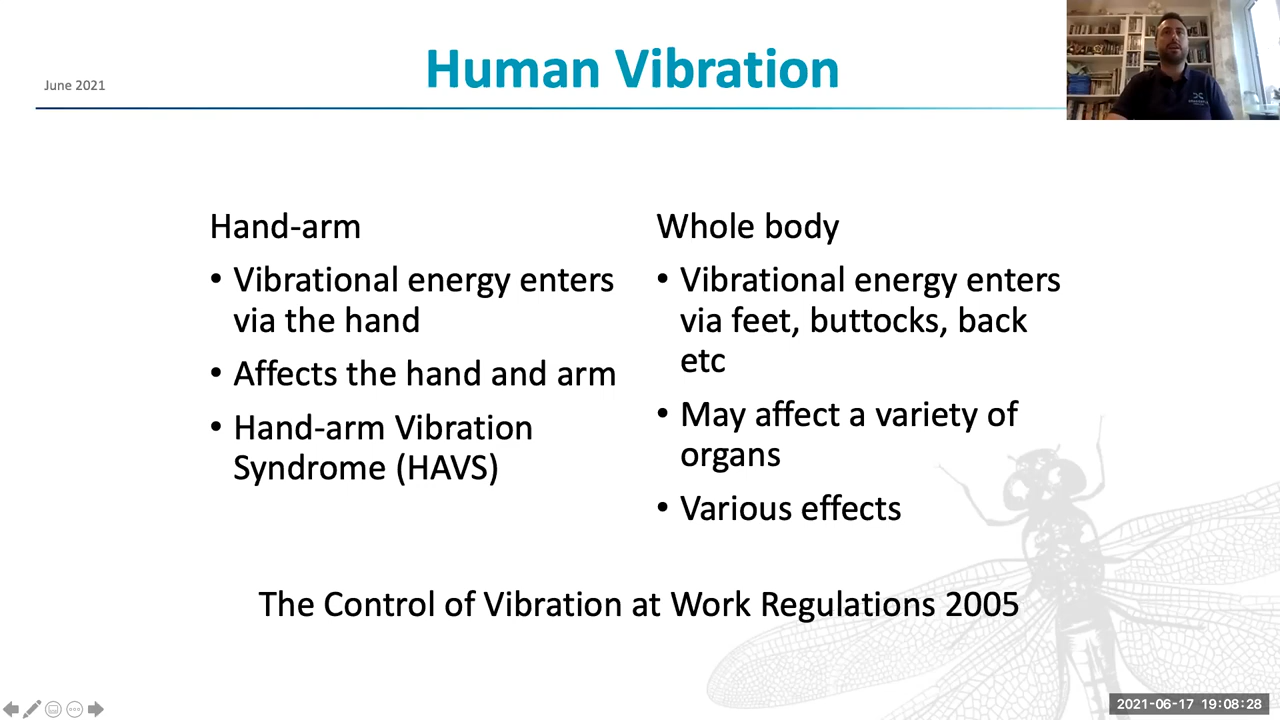 June 2021
Human Vibration
Hand-arm
• Vibrational energy enters
via the hand
• Affects the hand and arm
• Hand-arm Vibration
Syndrome (HAVS)
Whole body
• Vibrational energy enters
via feet, buttocks, back
etc
• May affect a variety of
organs
• Various effects
The Control of Vibration at Work Regulations 2005
2021-06-17 19:08:28